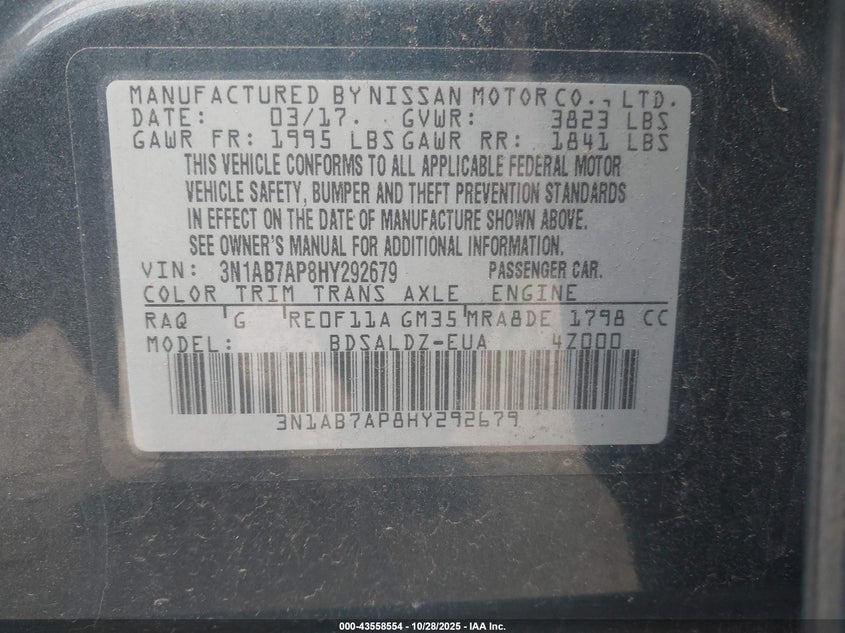 MANUFACTURED BY NISSAN MOTOR CO., LTD.
DATE: 03/17. GVWR: 3823 LBS
GAWR FR: 1995 LBS GAWR RR: 1841 LBS
THIS VEHICLE CONFORMS TO ALL APPLICABLE FEDERAL MOTOR
VEHICLE SAFETY, BUMPER AND THEFT PREVENTION STANDARDS
IN EFFECT ON THE DATE OF MANUFACTURE SHOWN ABOVE.
SEE OWNER'S MANUAL FOR ADDITIONAL INFORMATION.
VIN: 3N1AB7AP8HY292679 PASSENGER CAR.
COLOR TRIM TRANS AXLE ENGINE
RAQ G RE0F11A GM35 MRA8DE 1798 CC
MODEL: BDSALDZ-EUA 4Z000
3N1AB7AP8HY292679
000-43558554 - 10/28/2025 - IAA Inc.